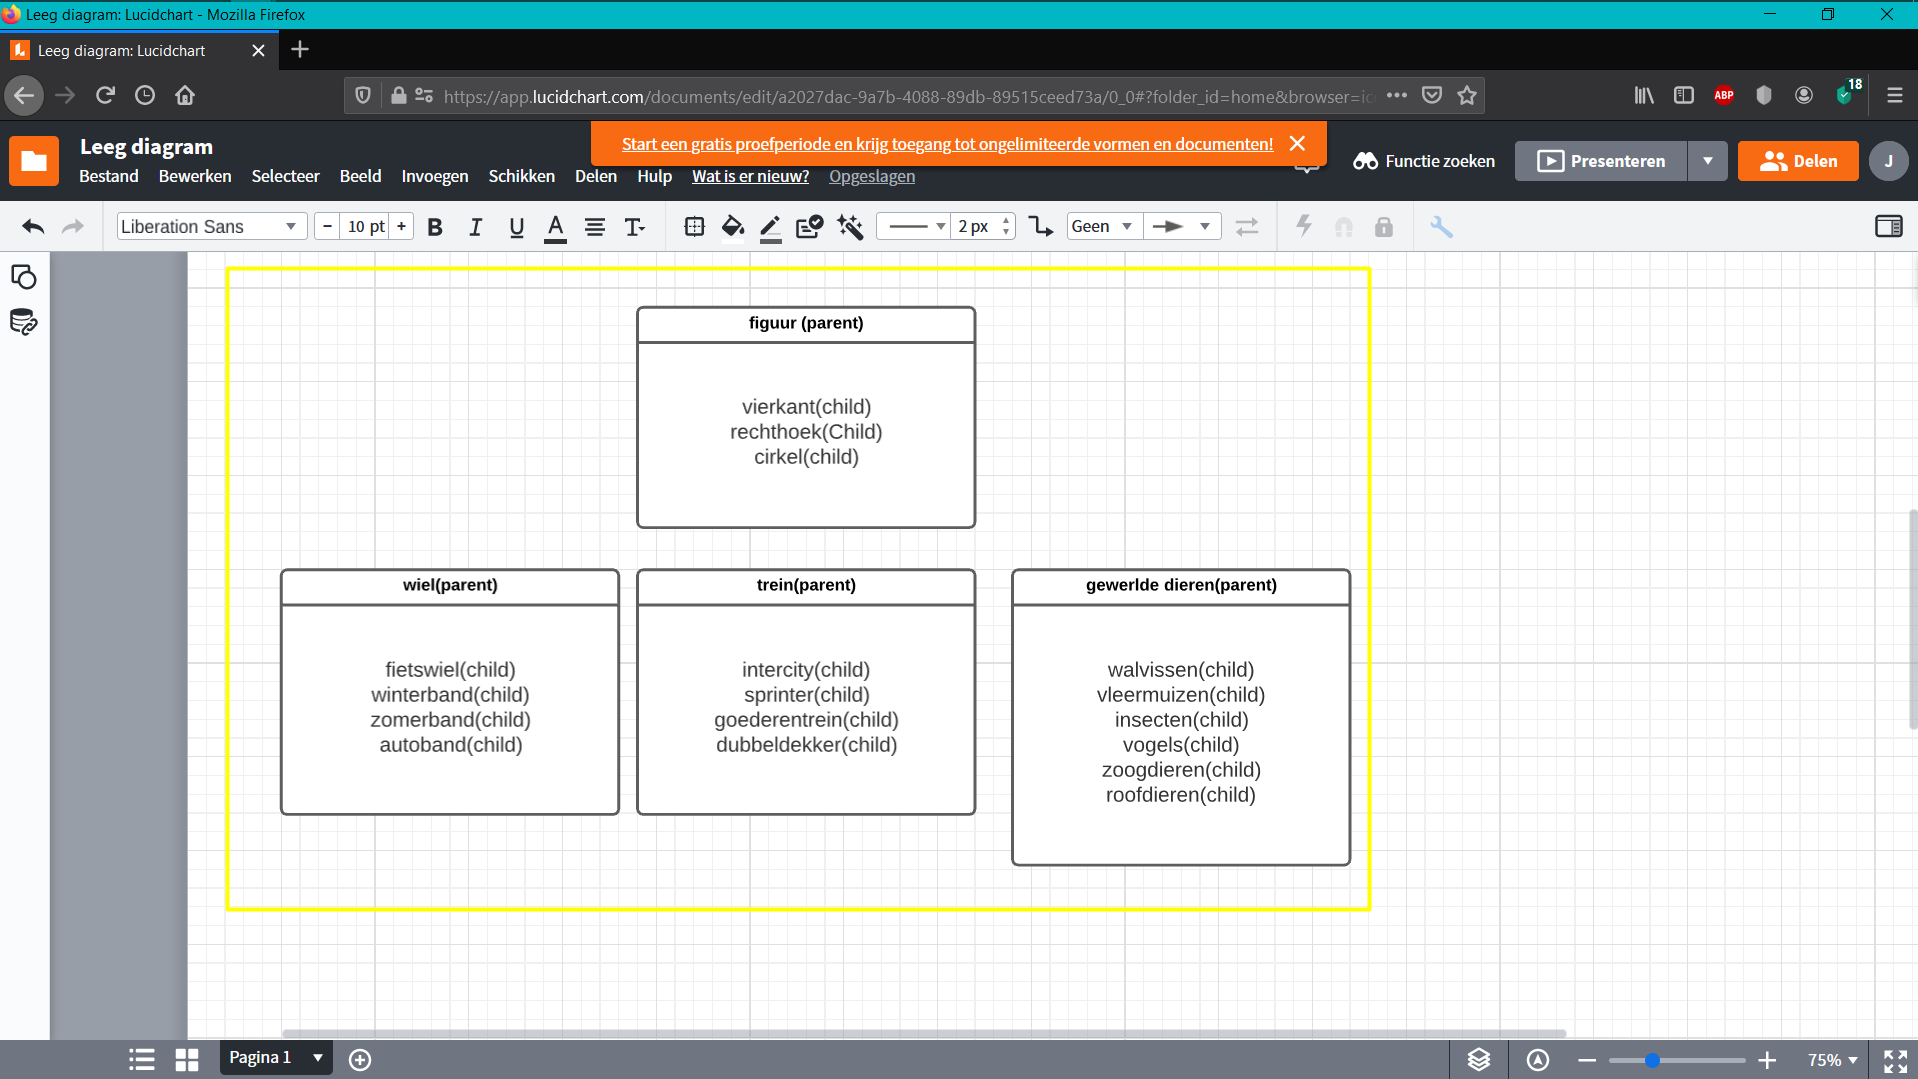 Leeg diagram: Lucidchart - Mozilla Firefox
Leeg diagram: Lucidchart
https://app.lucidchart.com/documents/edit/a2027dac-9a7b-4088-89db-89515ceed73a/0_0#?folder_id=home&browser=ic
ABP
18
Leeg diagram
Start een gratis proefperiode en krijg toegang tot ongelimiteerde vormen en documenten!
Functie zoeken
Presenteren
Delen
J
Bestand Bewerken Selecteer Beeld Invoegen Schikken Delen Hulp Wat is er nieuw? Opgeslagen
Liberation Sans - 10 pt + B I U A T 2 px Geen
figuur (parent)
vierkant(child)
rechthoek(Child)
cirkel(child)
wiel(parent)
fietswiel(child)
winterband(child)
zomerband(child)
autoband(child)
trein(parent)
intercity(child)
sprinter(child)
goederentrein(child)
dubbeldekker(child)
gewerlde dieren(parent)
walvissen(child)
vleermuizen(child)
insecten(child)
vogels(child)
zoogdieren(child)
roofdieren(child)
Pagina 1
75%